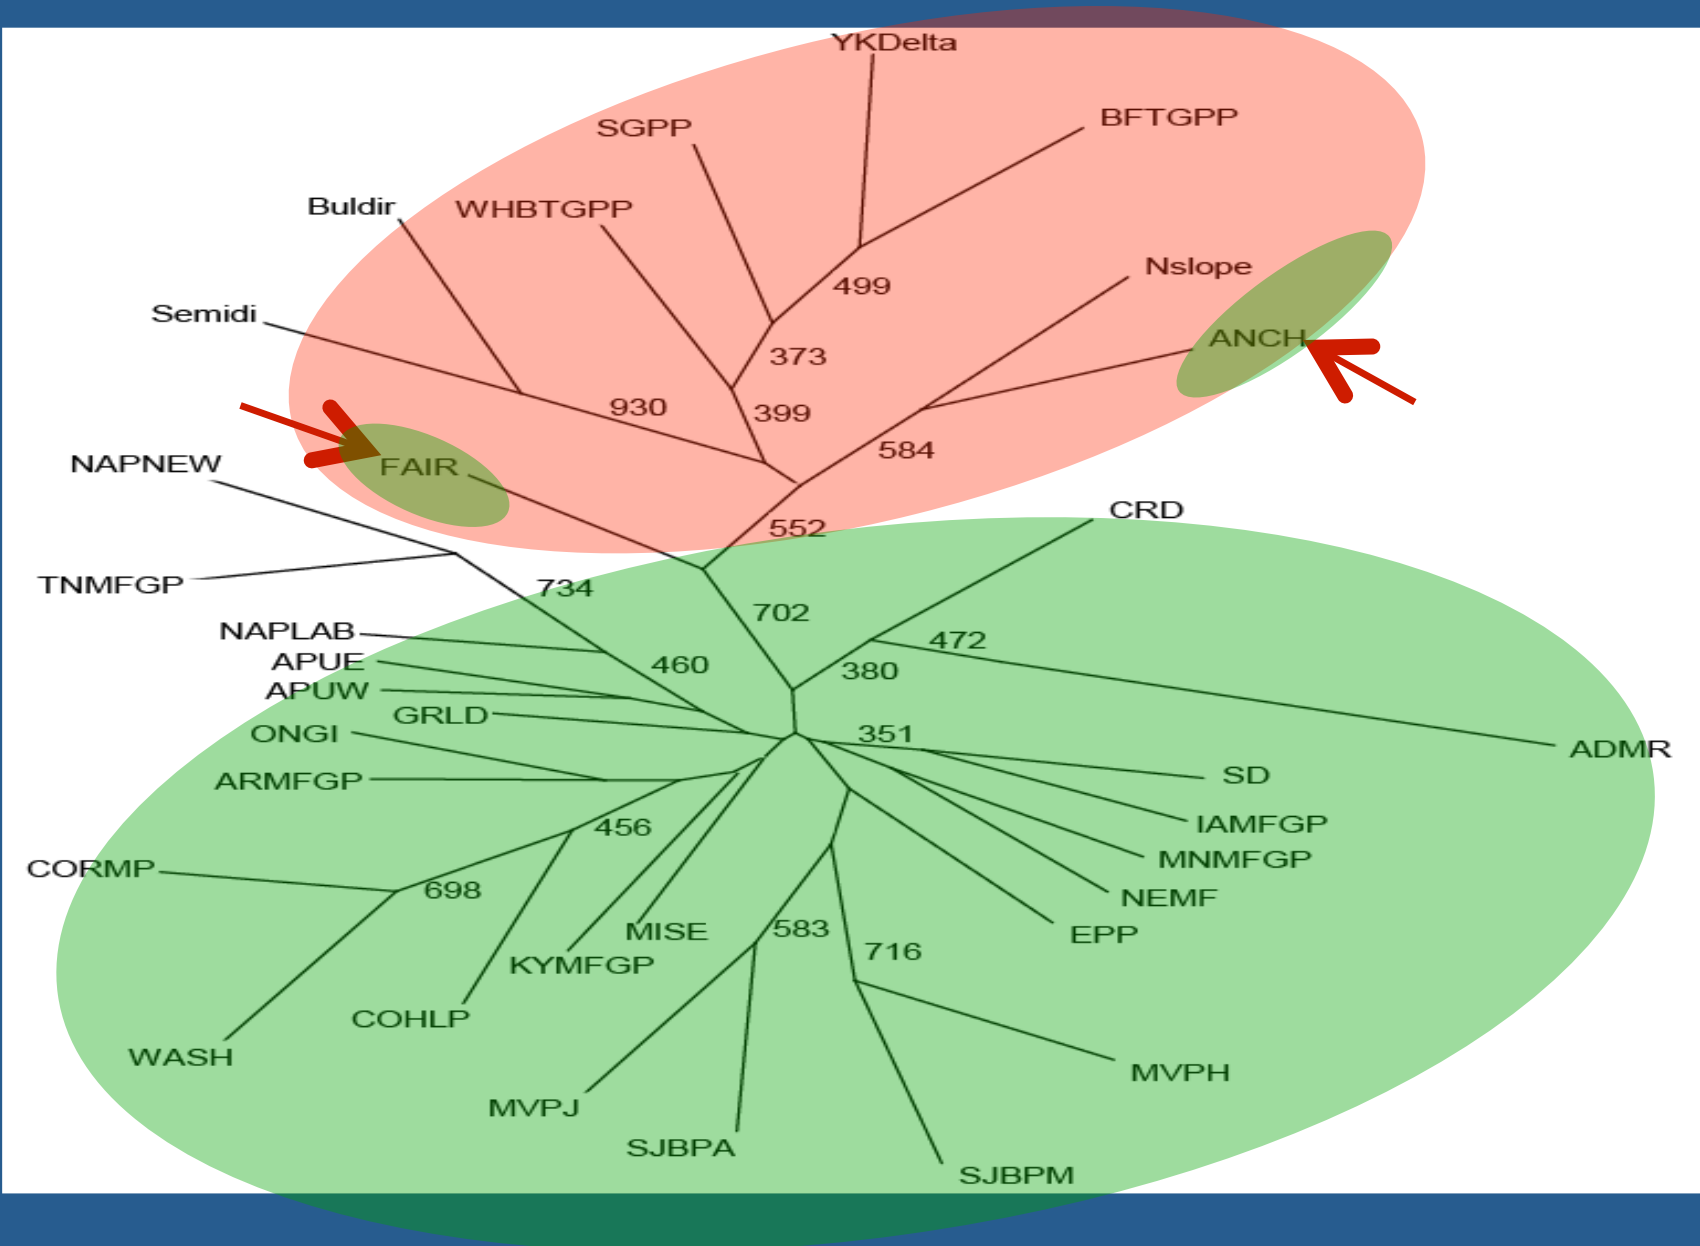 YKDelta
BFTGPP
SGPP
Buldir
WHBTGPP
Nslope
499
Semidi
ANCH
373
930
399
584
NAPNEW
FAIR
CRD
552
TNMFGP
734
702
NAPLAB
472
APUE
460
380
APUW
GRLD
ONGI
351
ADMR
ARMFGP
SD
456
IAMFGP
CORMP
MNMFGP
698
NEMF
MISE
583
EPP
KYMFGP
716
COHLP
WASH
MVPH
MVPJ
SJBPA
SJBPM